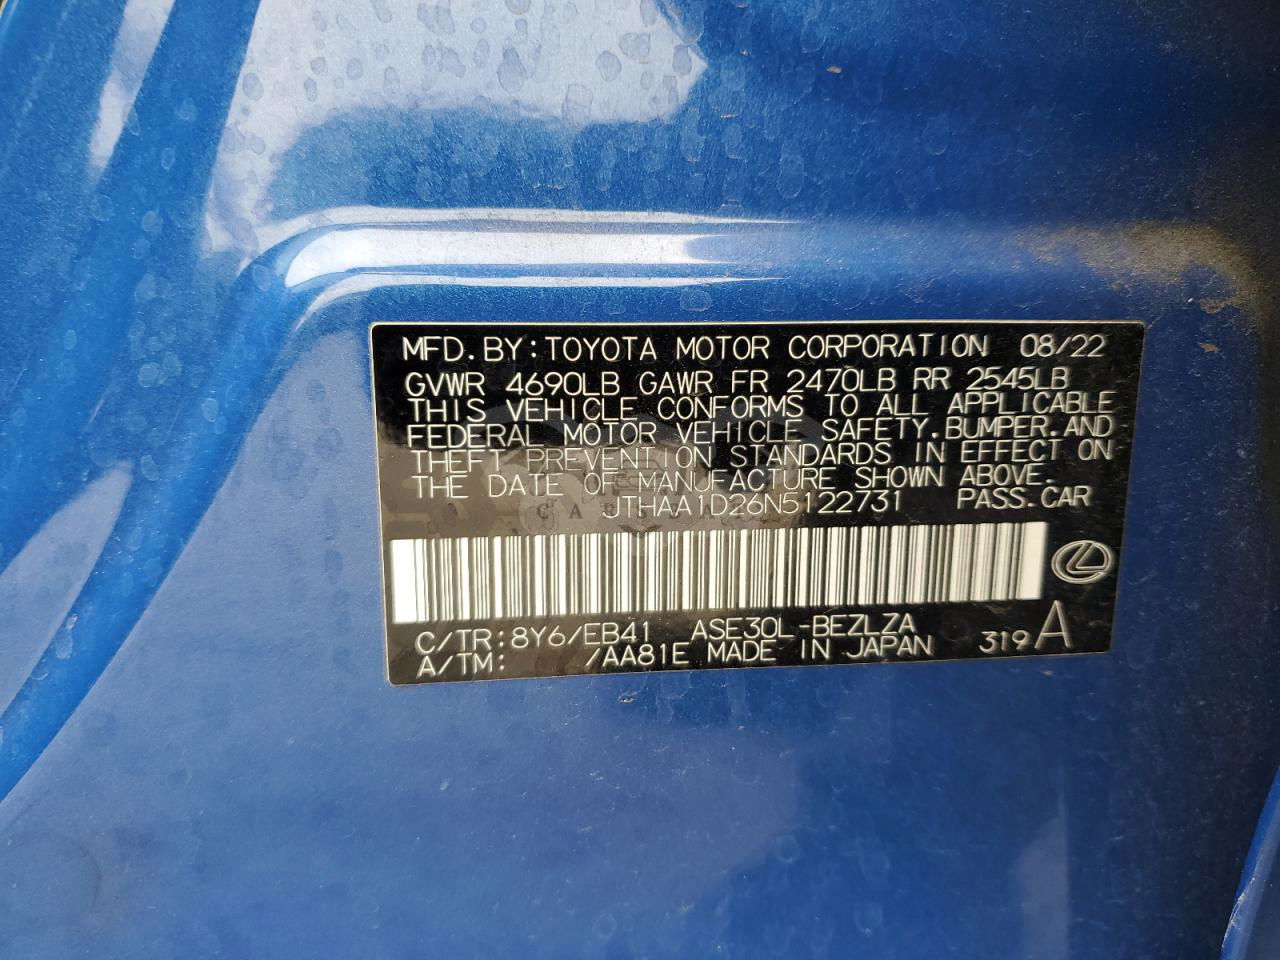 MFD.BY:TOYOTA MOTOR CORPORATION 08/22
GVWR 4690LB GAWR FR 2470LB RR 2545LB
THIS VEHICLE CONFORMS TO ALL APPLICABLE
FEDERAL MOTOR VEHICLE SAFETY,BUMPER,AND
THEFT PREVENTION STANDARDS IN EFFECT ON
THE DATE OF MANUFACTURE SHOWN ABOVE.
JTHAA1D26N5122731 PASS.CAR
C/TR:8Y6/EB41 ASE30L-BEZLZA
A/TM: /AA81E MADE IN JAPAN 319 A